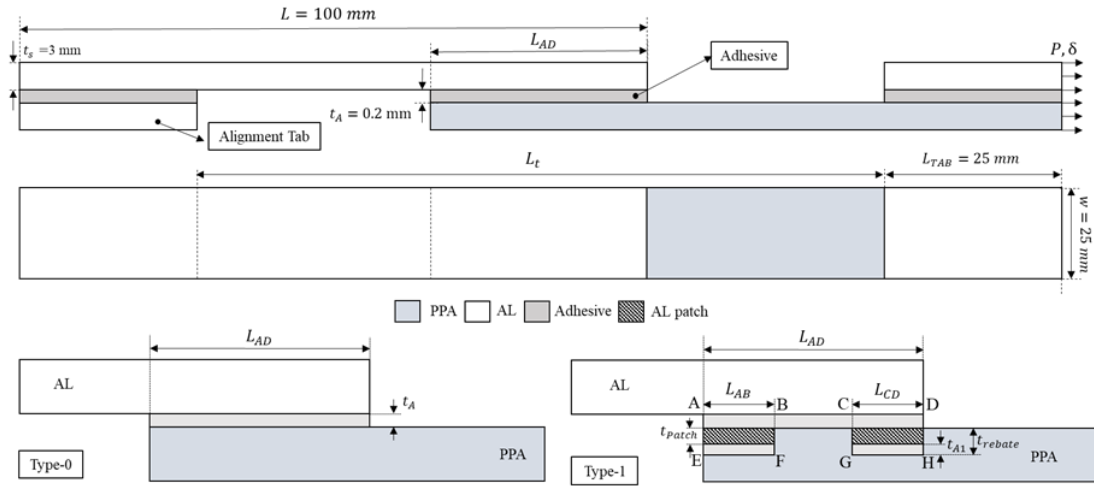 L = 100 mm
t_s =3 mm
L_AD
Adhesive
P, δ
t_A = 0.2 mm
Alignment Tab
L_t
L_TAB = 25 mm
w = 25 mm
PPA AL Adhesive AL patch
L_AD
AL
t_A
PPA
Type-0
L_AD
AL
L_AB L_CD
A B C D
t_Patch
t_A1 t_rebate
E F G H
PPA
Type-1